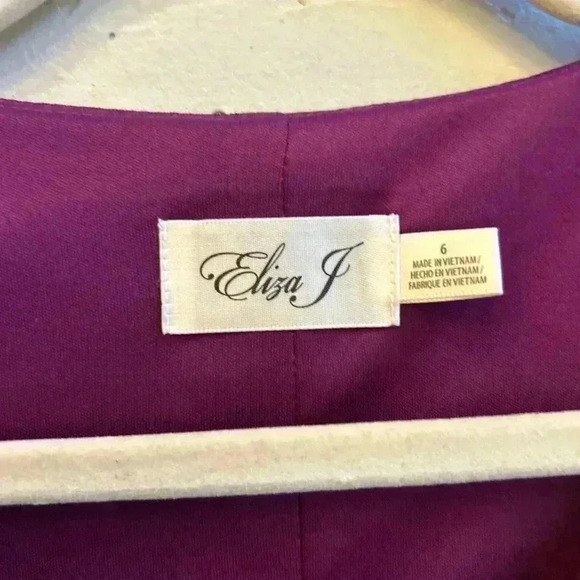 Eliza J
6
MADE IN VIETNAM/
HECHO EN VIETNAM/
FABRIQUE EN VIETNAM